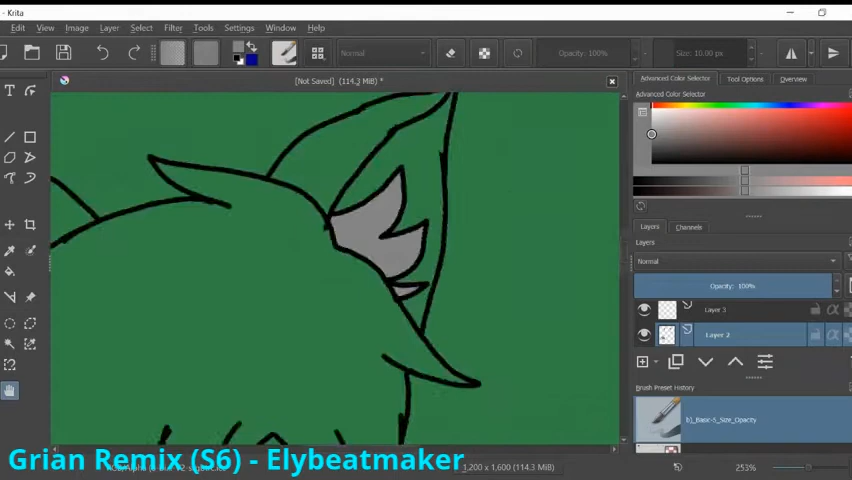 Krita
File Edit View Image Layer Select Filter Tools Settings Window Help
Normal Opacity: 100% Size: 10.00 px
[Not Saved] (114.3 MiB) *
Advanced Color Selector Tool Options Overview
Advanced Color Selector
Layers Channels
Layers
Normal
Opacity: 100%
Layer 3
Layer 2
Brush Preset History
b)_Basic-5_Size_Opacity
1,200 x 1,600 (114.3 MiB) 253%
Grian Remix (S6) - Elybeatmaker